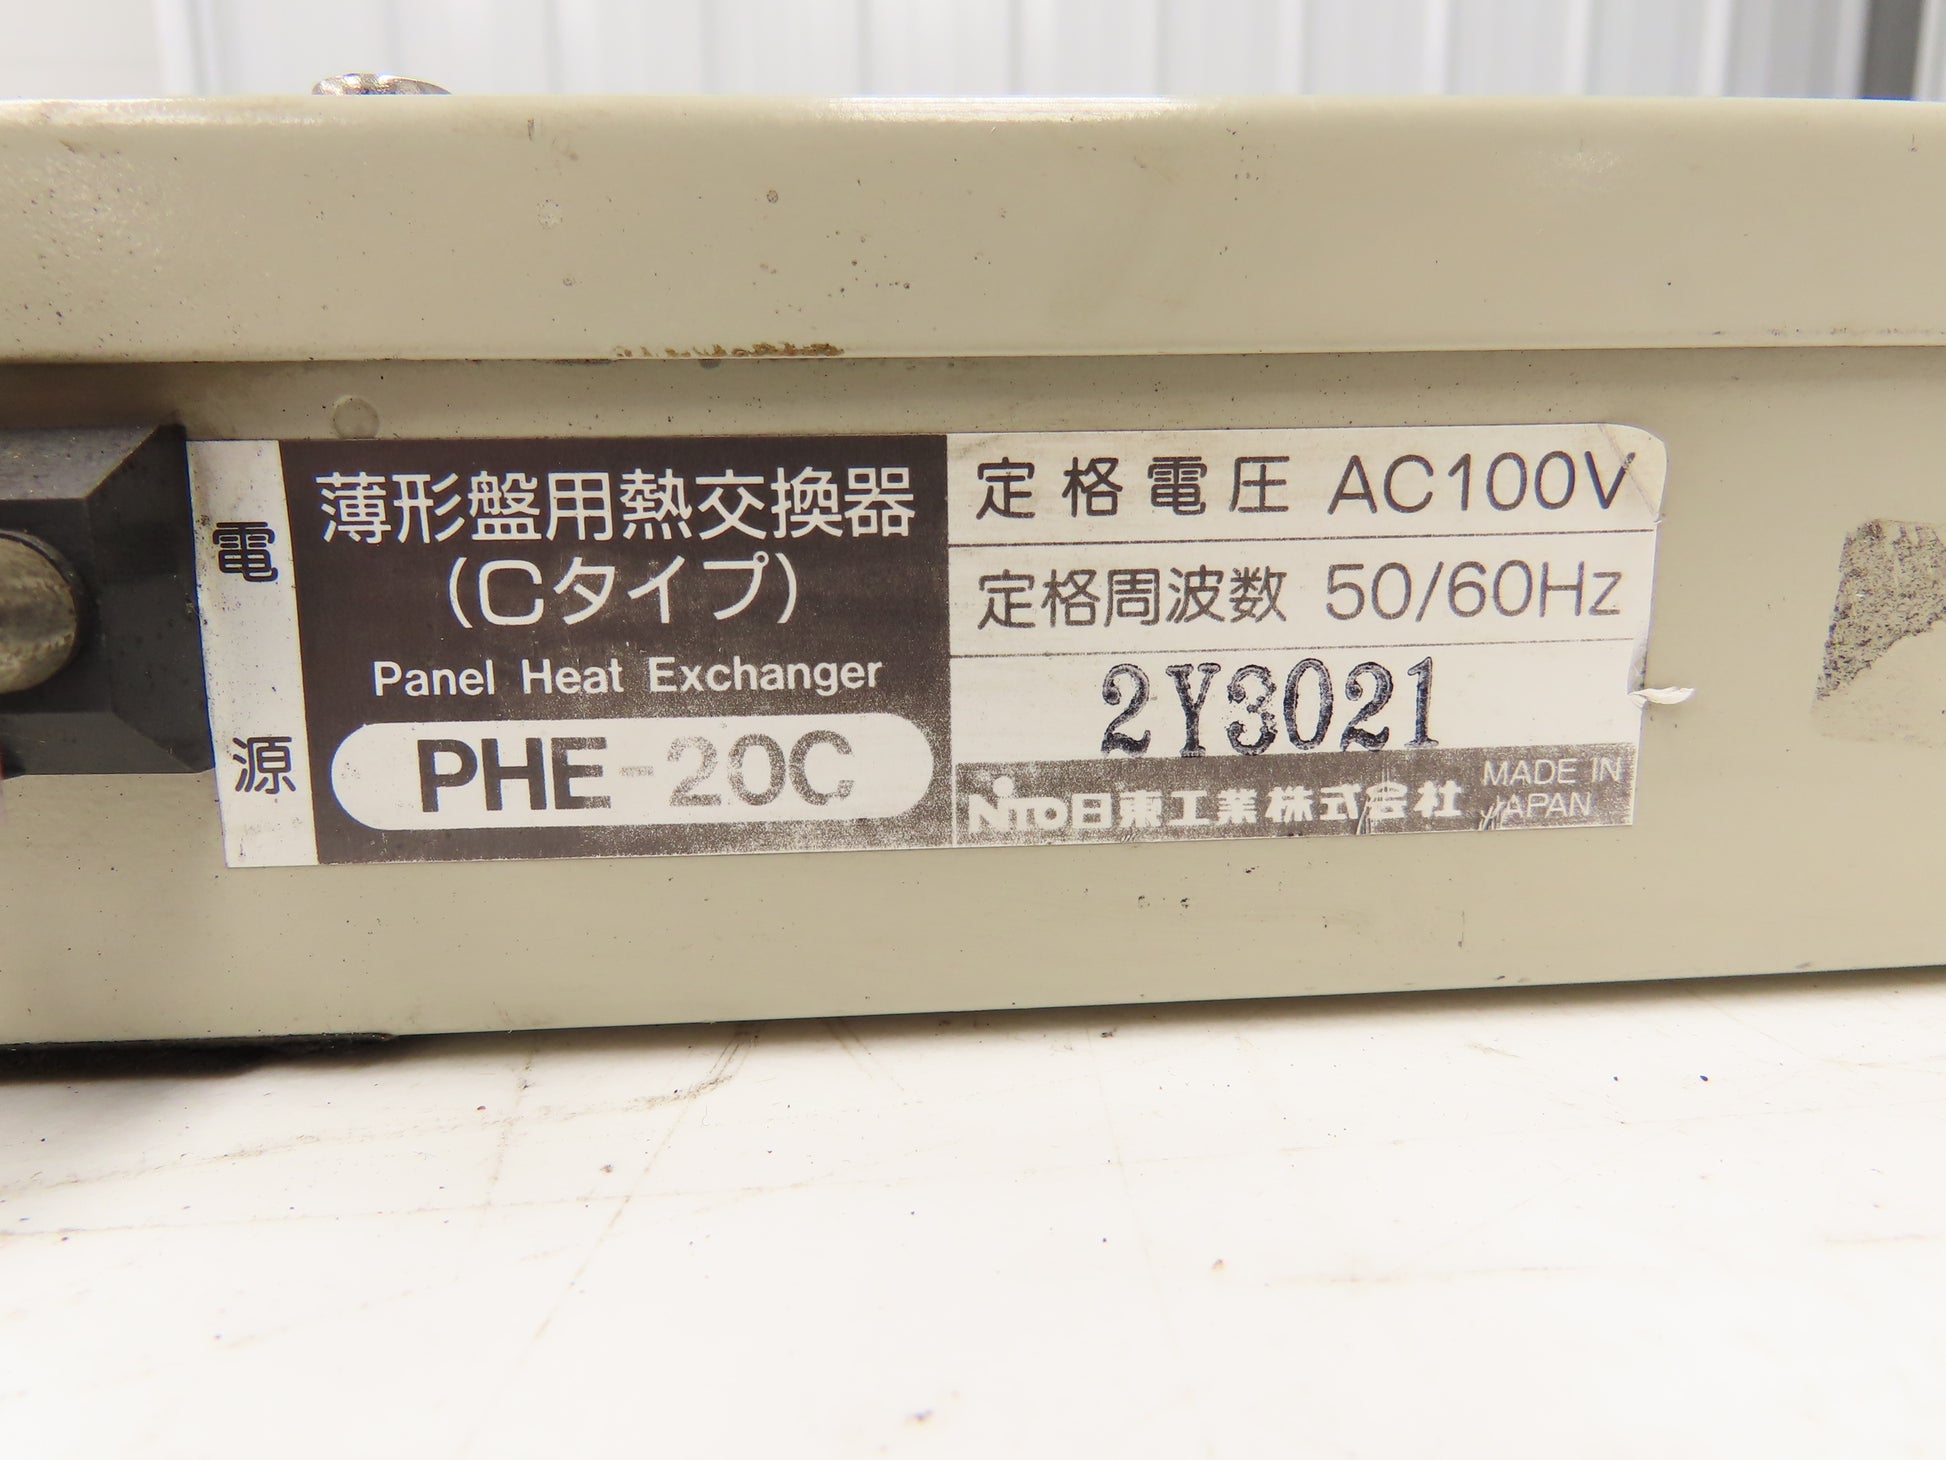 電源
薄形盤用熱交換器
(Cタイプ)
Panel Heat Exchanger
PHE-20C
定格電圧 AC100V
定格周波数 50/60Hz
2Y3021
NITO日東工業株式会社
MADE IN
JAPAN